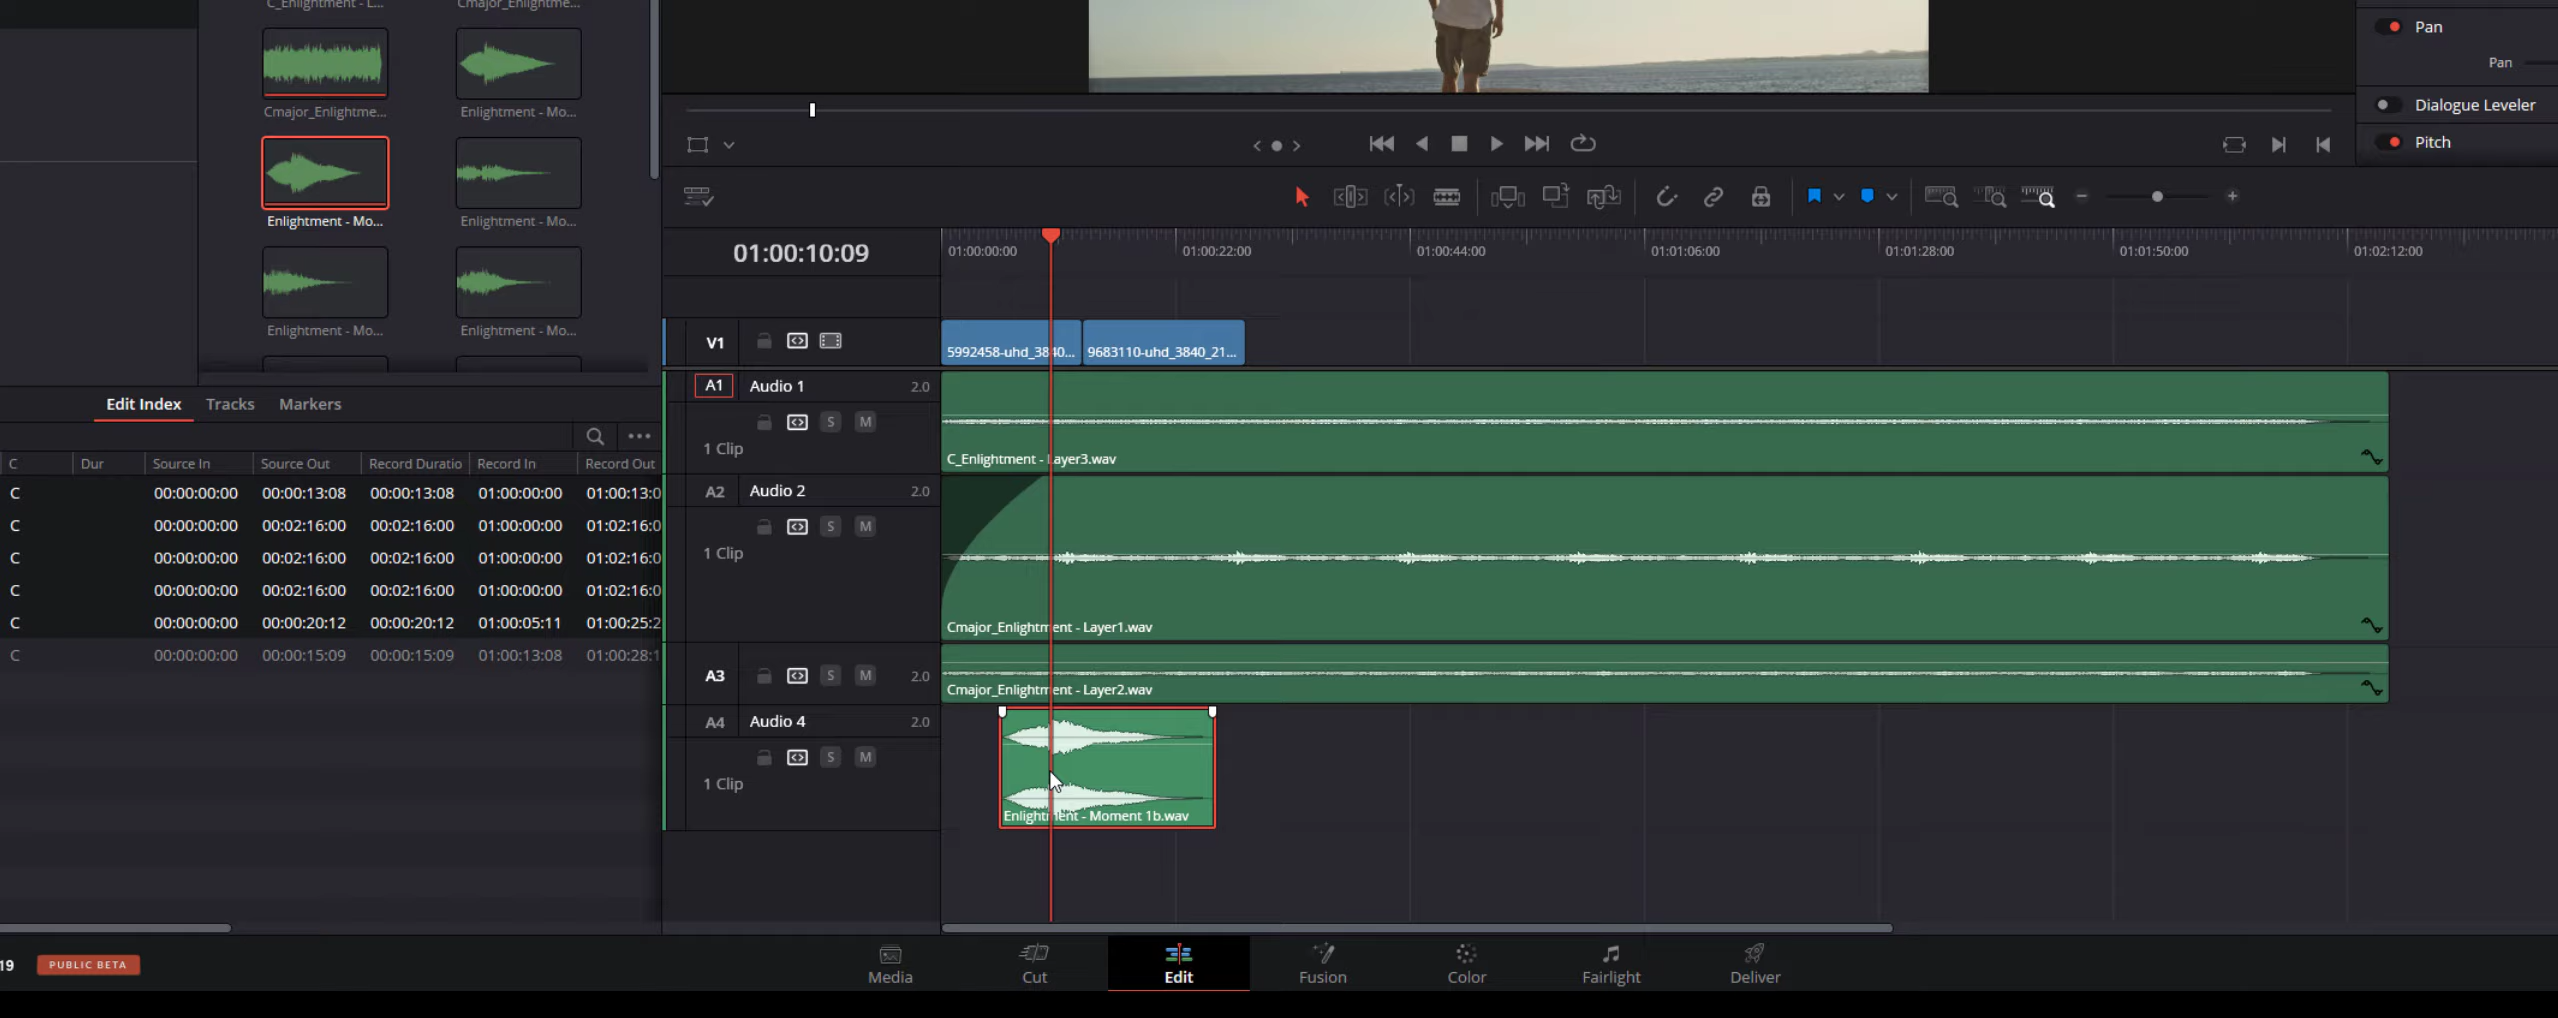 C_Enlightment - L...
Cmajor_Enlightme...
Cmajor_Enlightme...
Enlightment - Mo...
Enlightment - Mo...
Enlightment - Mo...
Enlightment - Mo...
Enlightment - Mo...
Pan
Pan
Dialogue Leveler
Pitch
01:00:10:09
01:00:00:00
01:00:22:00
01:00:44:00
01:01:06:00
01:01:28:00
01:01:50:00
01:02:12:00
V1
5992458-uhd_3840...
9683110-uhd_3840_21...
A1 Audio 1 2.0
S M
1 Clip
C_Enlightment - Layer3.wav
A2 Audio 2 2.0
S M
1 Clip
Cmajor_Enlightment - Layer1.wav
A3 S M 2.0
Cmajor_Enlightment - Layer2.wav
A4 Audio 4 2.0
S M
1 Clip
Enlightment - Moment 1b.wav
Edit Index Tracks Markers
C Dur Source In Source Out Record Duratio Record In Record Out
C 00:00:00:00 00:00:13:08 00:00:13:08 01:00:00:00 01:00:13:0
C 00:00:00:00 00:02:16:00 00:02:16:00 01:00:00:00 01:02:16:0
C 00:00:00:00 00:02:16:00 00:02:16:00 01:00:00:00 01:02:16:0
C 00:00:00:00 00:02:16:00 00:02:16:00 01:00:00:00 01:02:16:0
C 00:00:00:00 00:00:20:12 00:00:20:12 01:00:05:11 01:00:25:2
C 00:00:00:00 00:00:15:09 00:00:15:09 01:00:13:08 01:00:28:1
19 PUBLIC BETA
Media
Cut
Edit
Fusion
Color
Fairlight
Deliver